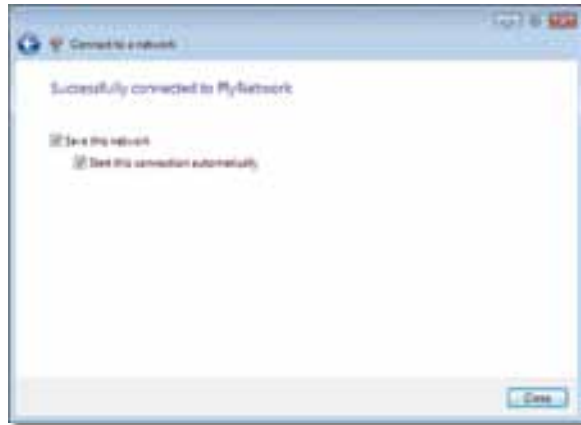 Connect to a network
Successfully connected to MyNetwork
Save this network
Start this connection automatically
Close